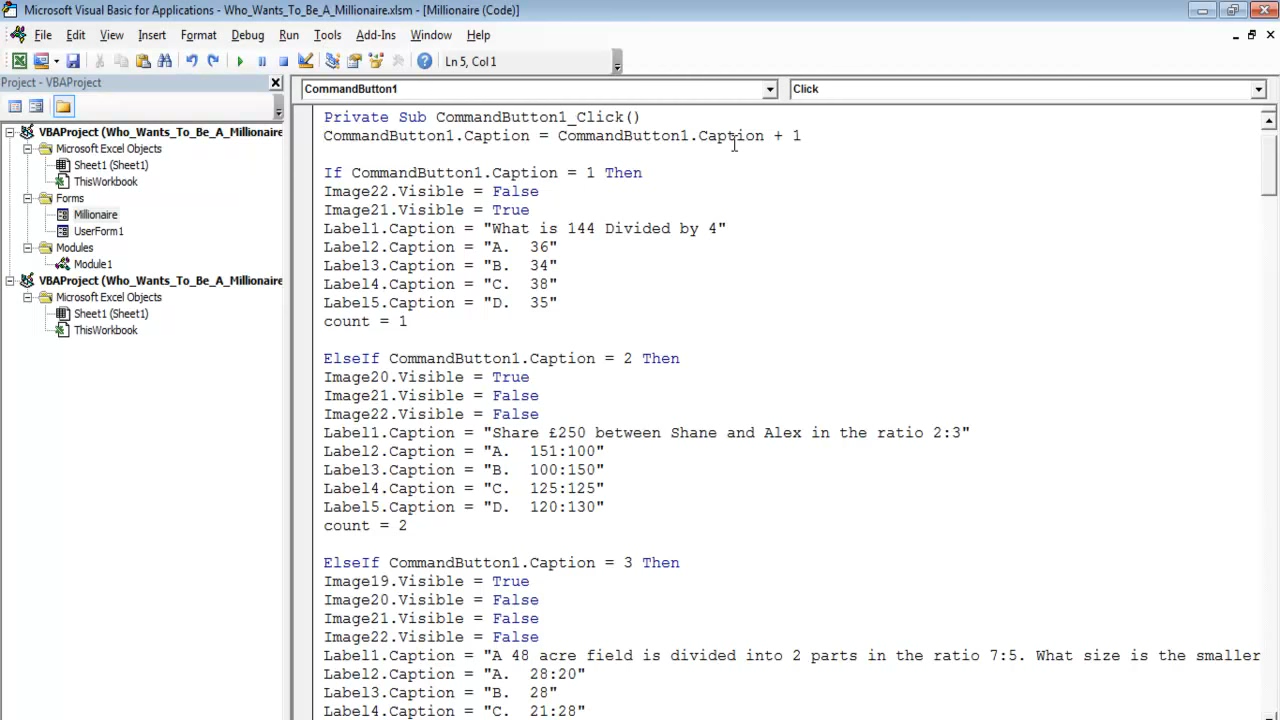 Microsoft Visual Basic for Applications - Who_Wants_To_Be_A_Millionaire.xlsm - [Millionaire (Code)]
File Edit View Insert Format Debug Run Tools Add-Ins Window Help
Ln 5, Col 1
Project - VBAProject
VBAProject (Who_Wants_To_Be_A_Millionaire
Microsoft Excel Objects
Sheet1 (Sheet1)
ThisWorkbook
Forms
Millionaire
UserForm1
Modules
Module1
VBAProject (Who_Wants_To_Be_A_Millionaire
Microsoft Excel Objects
Sheet1 (Sheet1)
ThisWorkbook
CommandButton1 Click
Private Sub CommandButton1_Click()
CommandButton1.Caption = CommandButton1.Caption + 1
If CommandButton1.Caption = 1 Then
Image22.Visible = False
Image21.Visible = True
Label1.Caption = "What is 144 Divided by 4"
Label2.Caption = "A.  36"
Label3.Caption = "B.  34"
Label4.Caption = "C.  38"
Label5.Caption = "D.  35"
count = 1
ElseIf CommandButton1.Caption = 2 Then
Image20.Visible = True
Image21.Visible = False
Image22.Visible = False
Label1.Caption = "Share £250 between Shane and Alex in the ratio 2:3"
Label2.Caption = "A.  151:100"
Label3.Caption = "B.  100:150"
Label4.Caption = "C.  125:125"
Label5.Caption = "D.  120:130"
count = 2
ElseIf CommandButton1.Caption = 3 Then
Image19.Visible = True
Image20.Visible = False
Image21.Visible = False
Image22.Visible = False
Label1.Caption = "A 48 acre field is divided into 2 parts in the ratio 7:5. What size is the smaller
Label2.Caption = "A.  28:20"
Label3.Caption = "B.  28"
Label4.Caption = "C.  21:28"